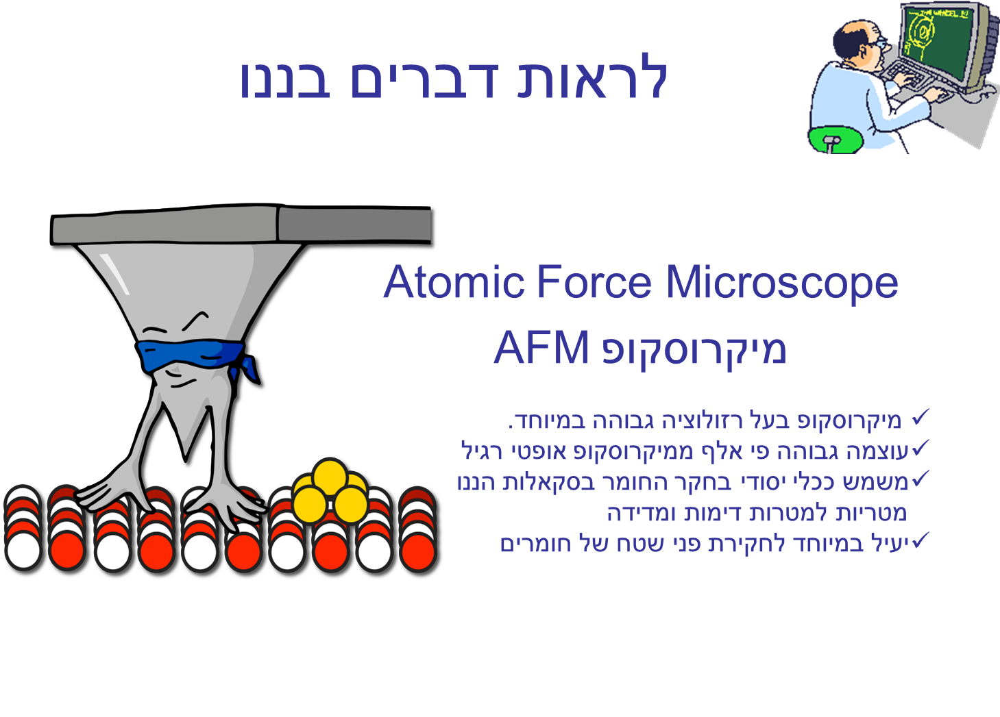 לראות דברים בננו
Atomic Force Microscope
מיקרוסקופ AFM
✓ מיקרוסקופ בעל רזולוציה גבוהה במיוחד.
✓עוצמה גבוהה פי אלף ממיקרוסקופ אופטי רגיל
✓משמש ככלי יסודי בחקר החומר בסקאלות הננו
מטריות למטרות דימות ומדידה
✓יעיל במיוחד לחקירת פני שטח של חומרים